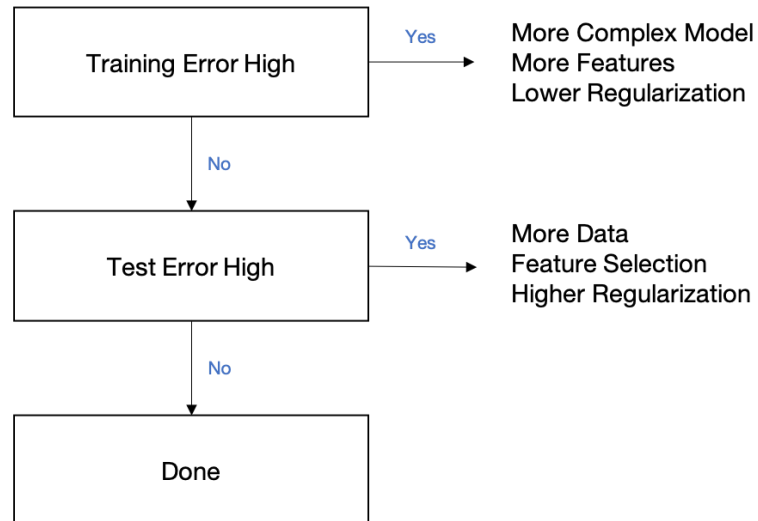 Training Error High
Yes
More Complex Model
More Features
Lower Regularization
No
Test Error High
Yes
More Data
Feature Selection
Higher Regularization
No
Done